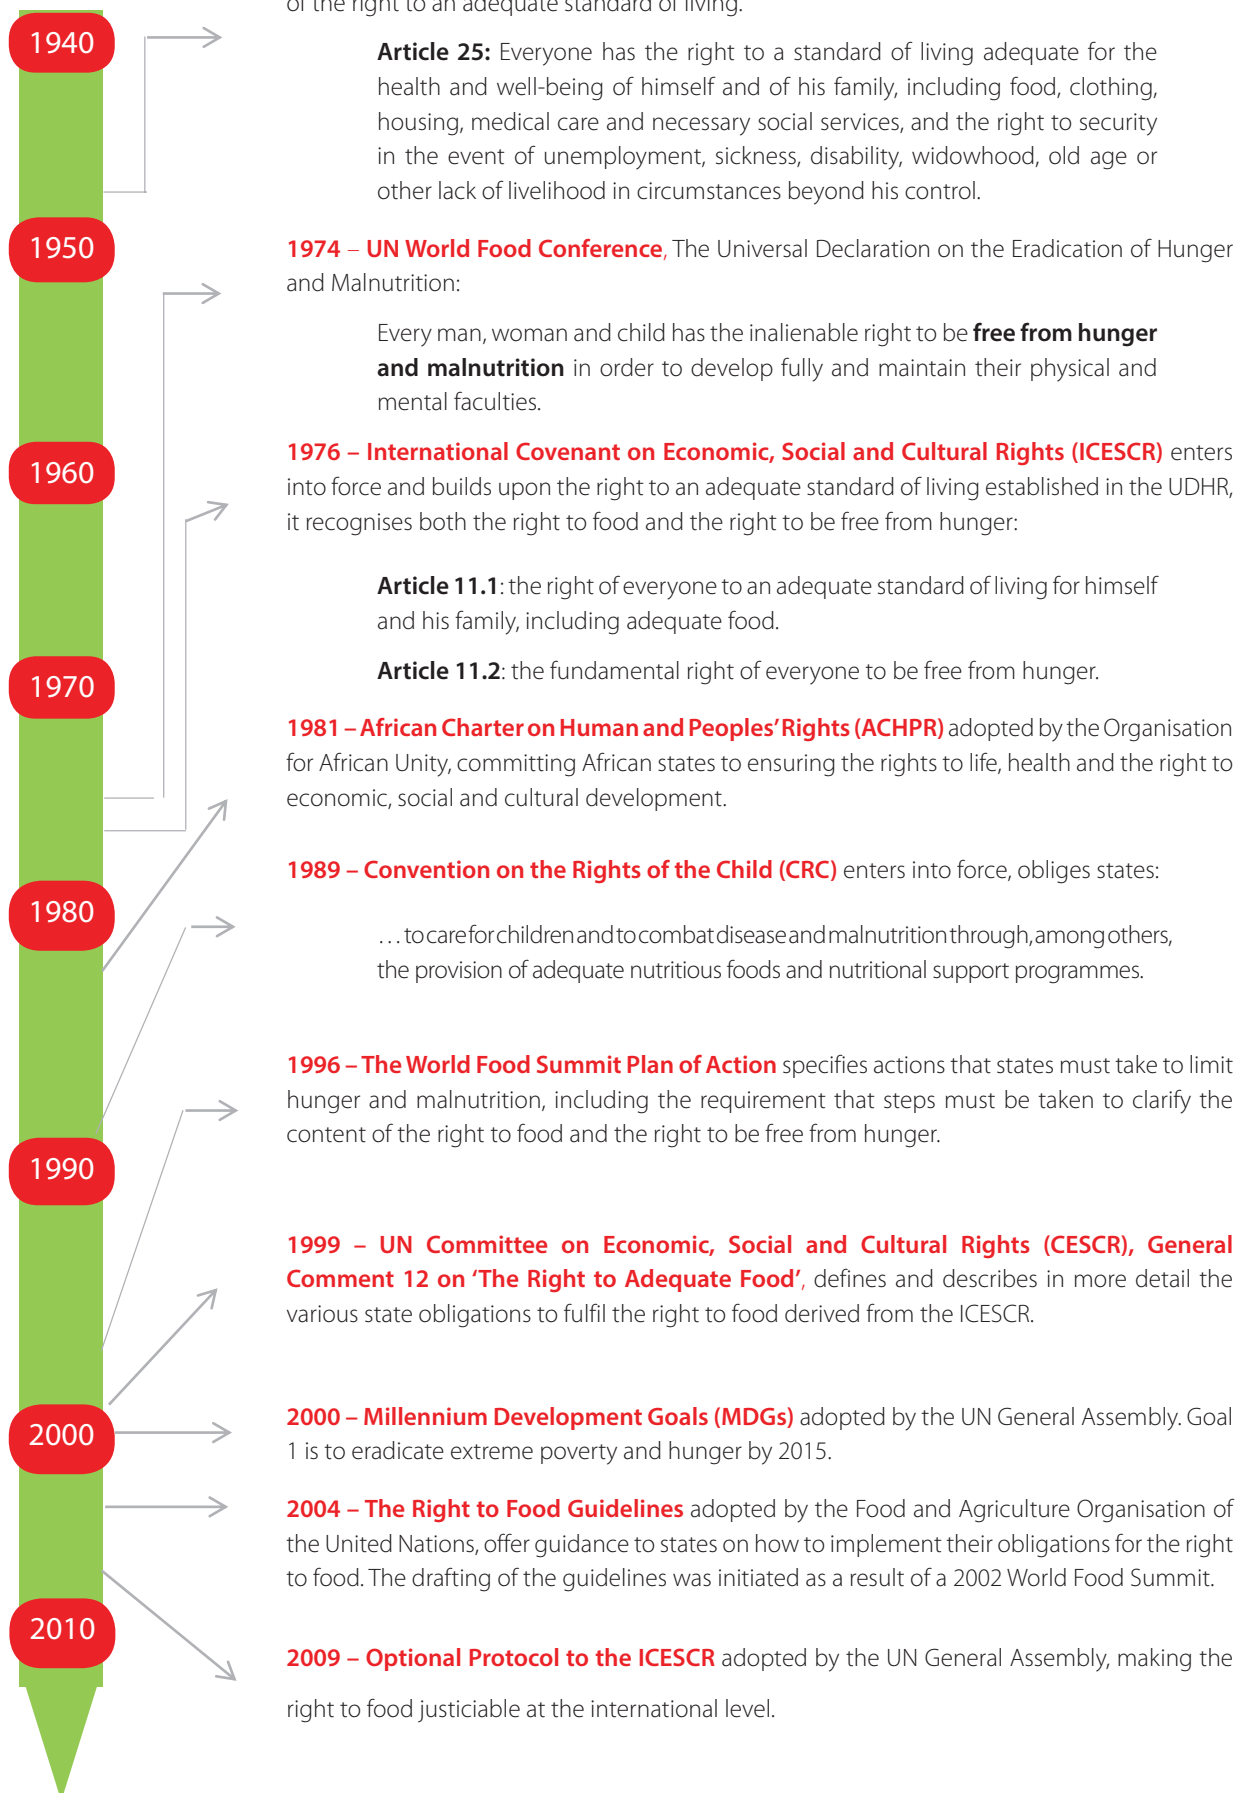 of the right to an adequate standard of living.
1940
Article 25: Everyone has the right to a standard of living adequate for the
health and well-being of himself and of his family, including food, clothing,
housing, medical care and necessary social services, and the right to security
in the event of unemployment, sickness, disability, widowhood, old age or
other lack of livelihood in circumstances beyond his control.
1950
1974 – UN World Food Conference, The Universal Declaration on the Eradication of Hunger
and Malnutrition:
Every man, woman and child has the inalienable right to be free from hunger
and malnutrition in order to develop fully and maintain their physical and
mental faculties.
1960
1976 – International Covenant on Economic, Social and Cultural Rights (ICESCR) enters
into force and builds upon the right to an adequate standard of living established in the UDHR,
it recognises both the right to food and the right to be free from hunger:
Article 11.1: the right of everyone to an adequate standard of living for himself
and his family, including adequate food.
Article 11.2: the fundamental right of everyone to be free from hunger.
1970
1981 – African Charter on Human and Peoples' Rights (ACHPR) adopted by the Organisation
for African Unity, committing African states to ensuring the rights to life, health and the right to
economic, social and cultural development.
1989 – Convention on the Rights of the Child (CRC) enters into force, obliges states:
1980
… to care for children and to combat disease and malnutrition through, among others,
the provision of adequate nutritious foods and nutritional support programmes.
1996 – The World Food Summit Plan of Action specifies actions that states must take to limit
hunger and malnutrition, including the requirement that steps must be taken to clarify the
content of the right to food and the right to be free from hunger.
1990
1999 – UN Committee on Economic, Social and Cultural Rights (CESCR), General
Comment 12 on ‘The Right to Adequate Food’, defines and describes in more detail the
various state obligations to fulfil the right to food derived from the ICESCR.
2000
2000 – Millennium Development Goals (MDGs) adopted by the UN General Assembly. Goal
1 is to eradicate extreme poverty and hunger by 2015.
2004 – The Right to Food Guidelines adopted by the Food and Agriculture Organisation of
the United Nations, offer guidance to states on how to implement their obligations for the right
to food. The drafting of the guidelines was initiated as a result of a 2002 World Food Summit.
2010
2009 – Optional Protocol to the ICESCR adopted by the UN General Assembly, making the
right to food justiciable at the international level.